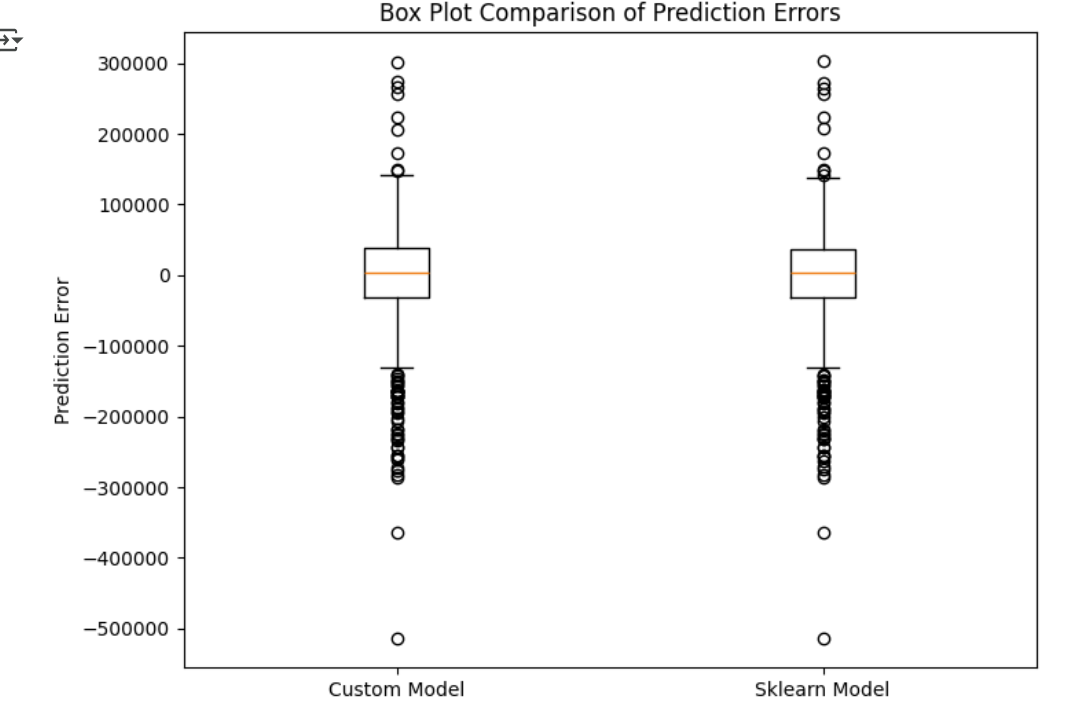 Box Plot Comparison of Prediction Errors
300000
200000
100000
0
−100000
−200000
−300000
−400000
−500000
Prediction Error
Custom Model
Sklearn Model